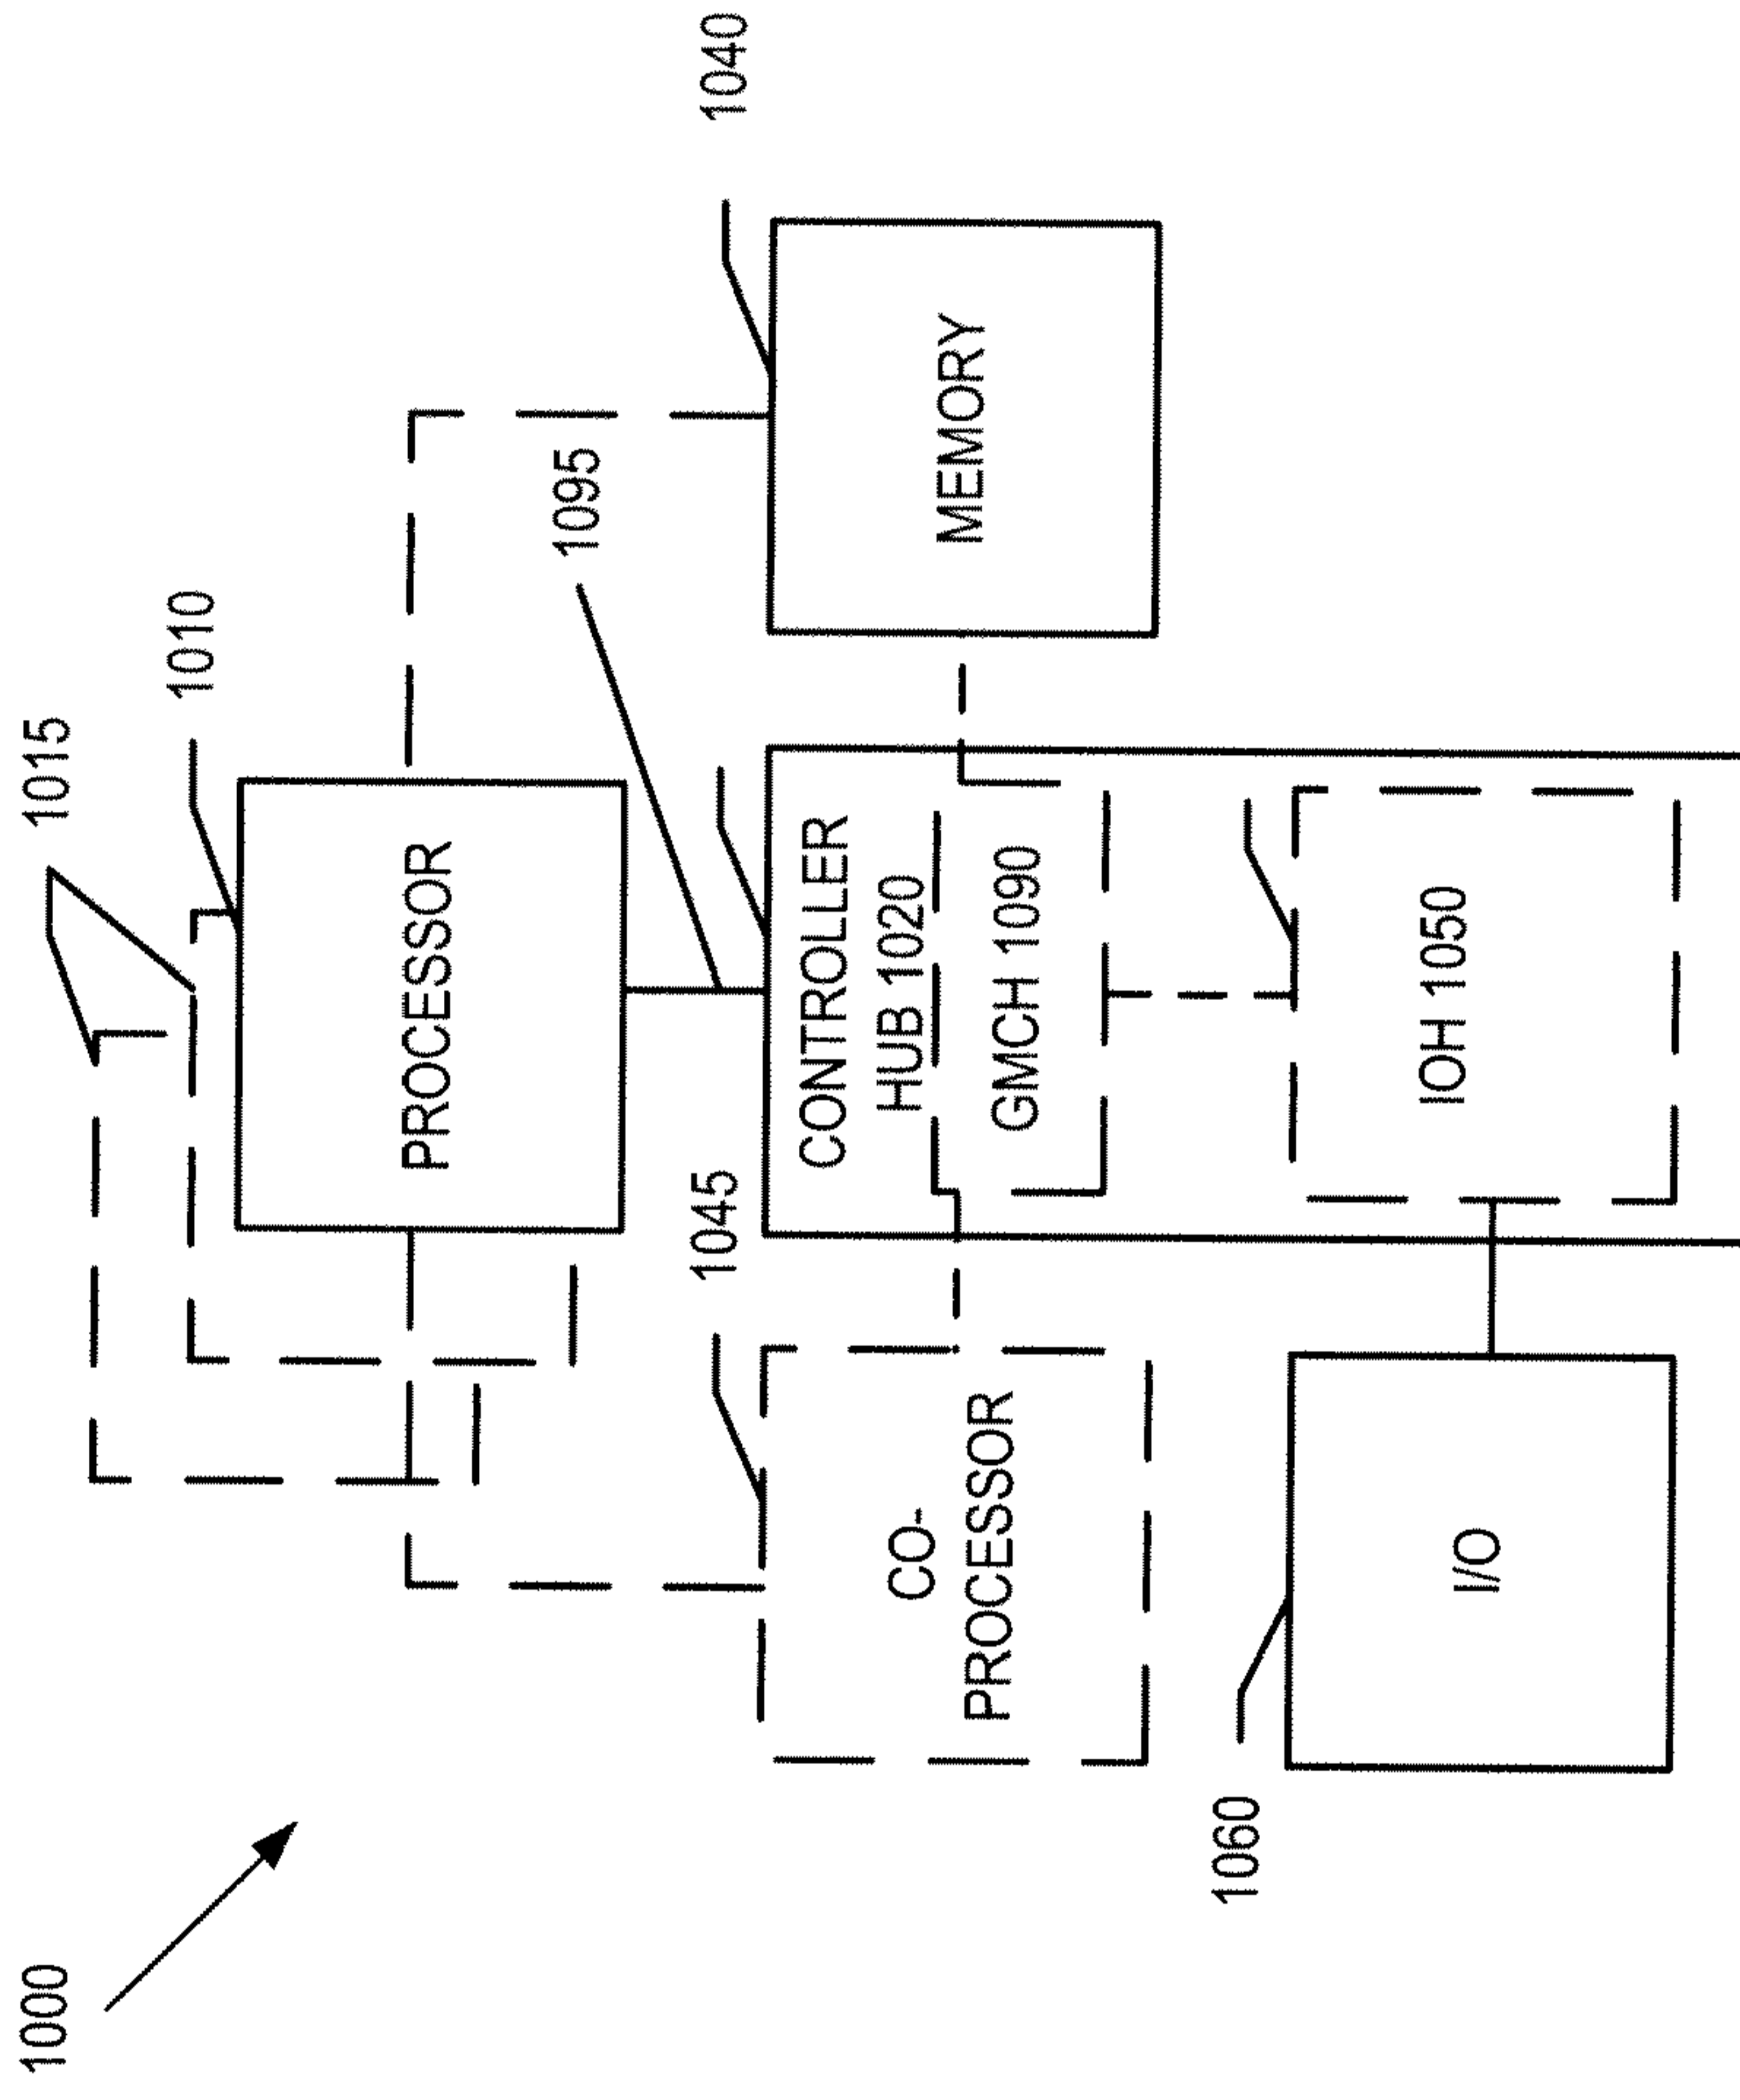 1000
1015
1010
PROCESSOR
1095
1040
1045
CO-
PROCESSOR
CONTROLLER
HUB 1020
GMCH 1090
MEMORY
1060
I/O
IOH 1050